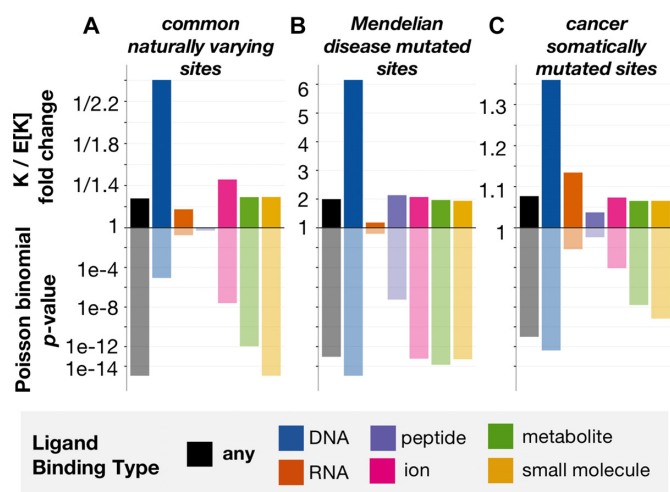 A
common
naturally varying
sites
B
Mendelian
disease mutated
sites
C
cancer
somatically
mutated sites
K / E[K]
fold change
1/2.2
1/1.8
1/1.4
1
6
5
4
3
2
1
1.3
1.2
1.1
1
Poisson binomial
p-value
1e-4
1e-8
1e-12
1e-14
Ligand
Binding Type
any
DNA
peptide
metabolite
RNA
ion
small molecule